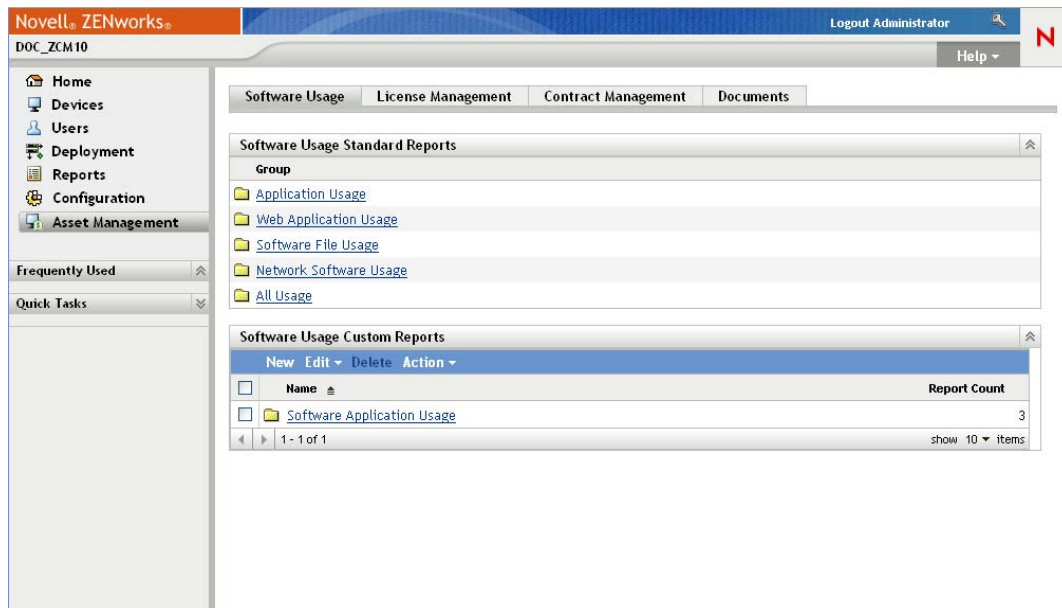 Novell® ZENworks®
Logout Administrator
N
DOC_ZCM10
Help
Home
Devices
Users
Deployment
Reports
Configuration
Asset Management
Frequently Used
Quick Tasks
Software Usage License Management Contract Management Documents
Software Usage Standard Reports
Group
Application Usage
Web Application Usage
Software File Usage
Network Software Usage
All Usage
Software Usage Custom Reports
New Edit Delete Action
Name Report Count
Software Application Usage 3
1 - 1 of 1 show 10 items